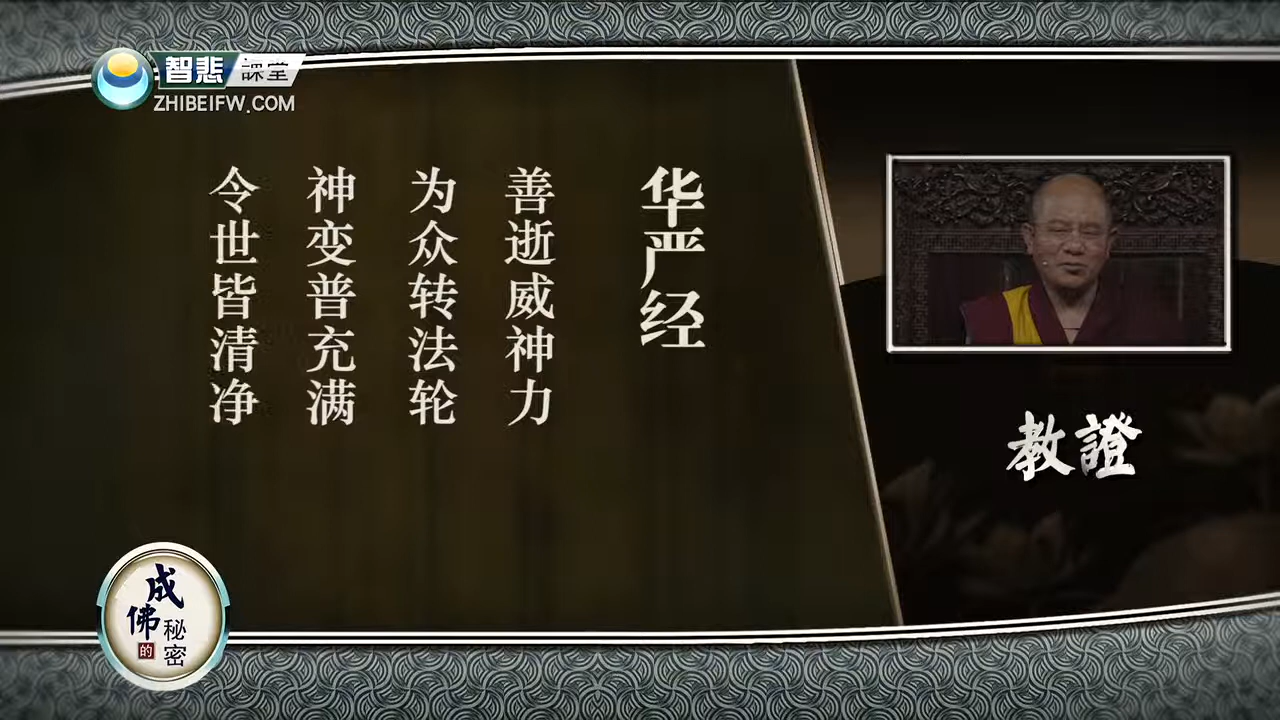 智悲課堂
ZHIBEIFW.COM
华严经
善逝威神力
为众转法轮
神变普充满
令世皆清净
教證
成佛的秘密